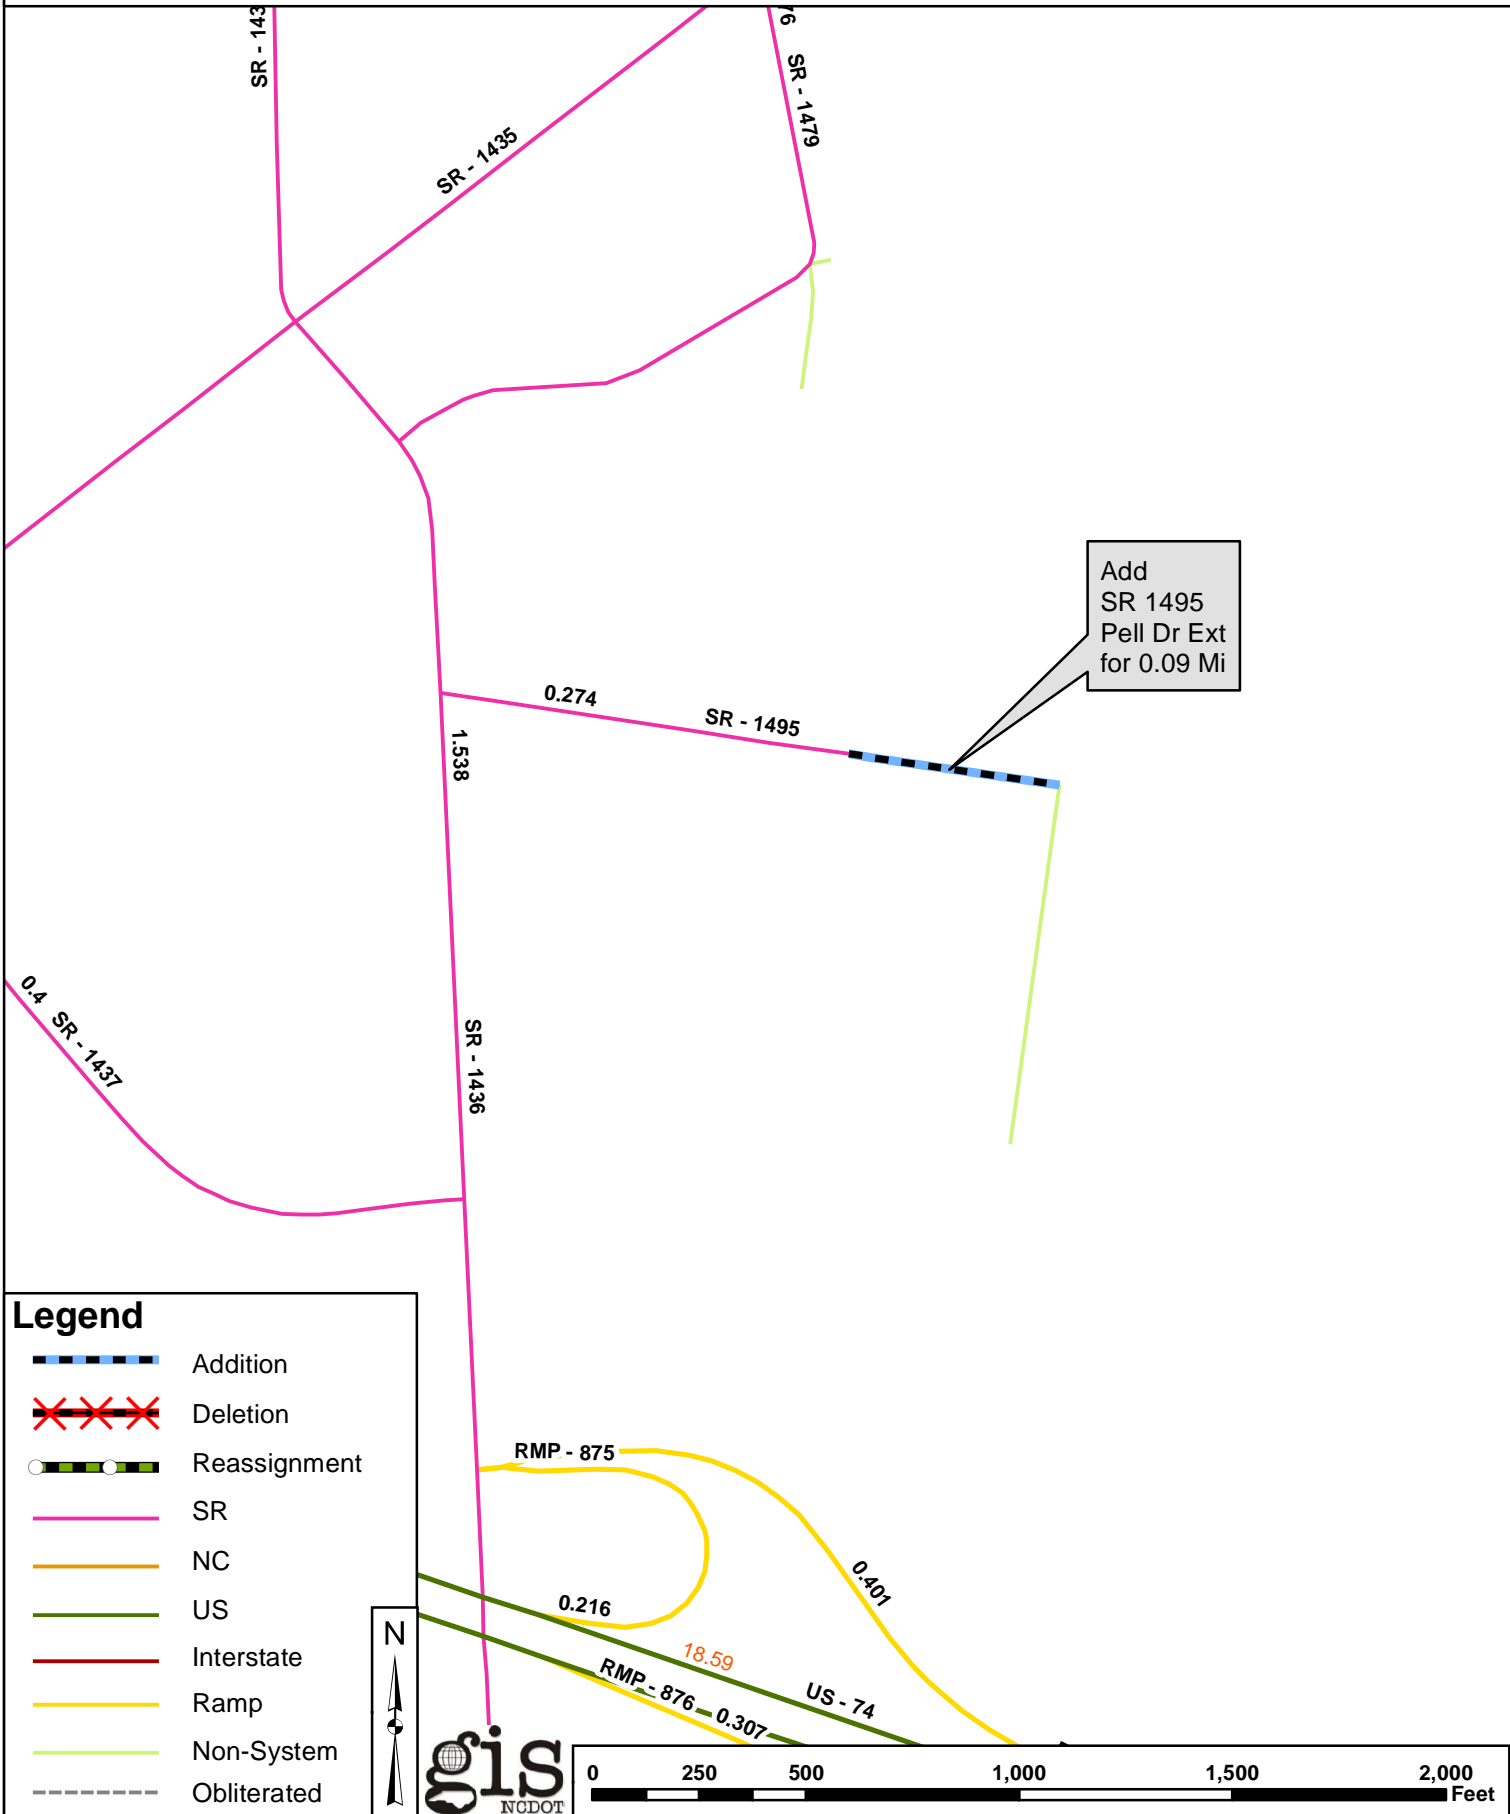 SR - 143
76
SR - 1479
SR - 1435
Add
SR 1495
Pell Dr Ext
for 0.09 Mi
0.274
SR - 1495
1.538
0.4
SR - 1437
SR - 1436
Legend
Addition
Deletion
Reassignment
SR
NC
US
Interstate
Ramp
Non-System
Obliterated
RMP - 875
0.401
0.216
18.59
RMP - 876
0.307
US - 74
N
gis
NCDOT
0 250 500 1,000 1,500 2,000
Feet